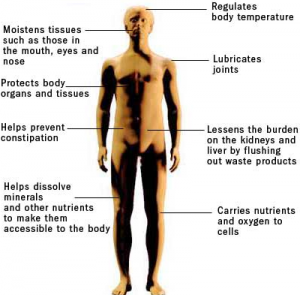 Regulates
body temperature
Moistens tissues
such as those in
the mouth, eyes and
nose
Lubricates
joints
Protects body
organs and tissues
Helps prevent
constipation
Lessens the burden
on the kidneys and
liver by flushing
out waste products
Helps dissolve
minerals
and other nutrients
to make them
accessible to the body
Carries nutrients
and oxygen to
cells